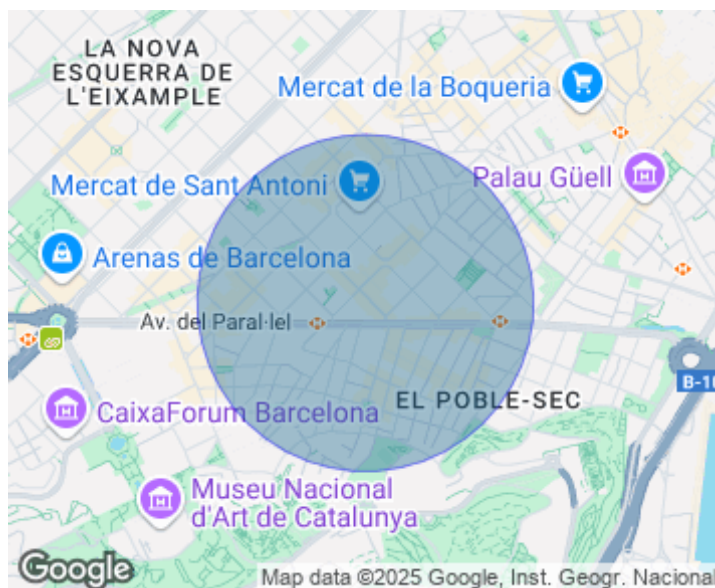 LA NOVA
ESQUERRA DE
L'EIXAMPLE
Mercat de la Boqueria
Mercat de Sant Antoni
Palau Güell
Arenas de Barcelona
Av. del Paral·lel
B-10
EL POBLE-SEC
CaixaForum Barcelona
Museu Nacional
d'Art de Catalunya
Google
Map data ©2025 Google, Inst. Geogr. Nacional